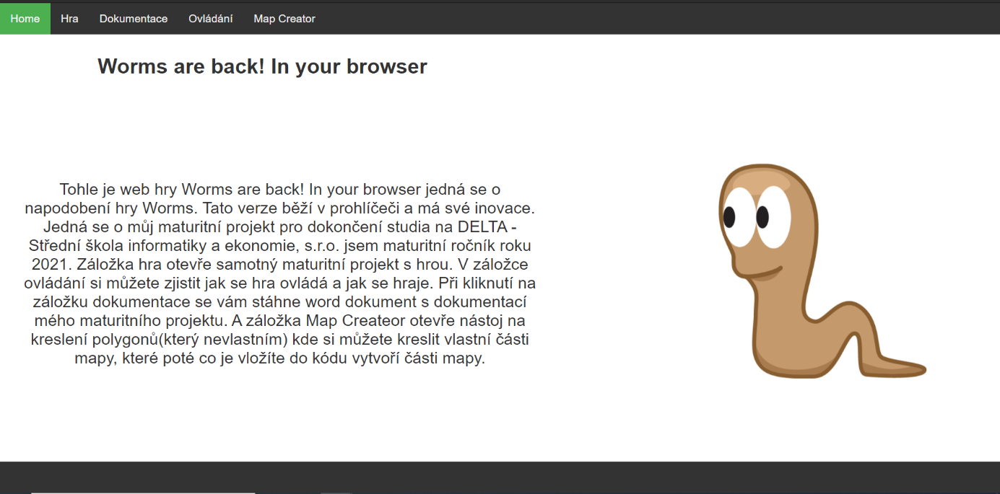 Home Hra Dokumentace Ovládání Map Creator
Worms are back! In your browser
Tohle je web hry Worms are back! In your browser jedná se o
napodobení hry Worms. Tato verze běží v prohlíčeči a má své inovace.
Jedná se o můj maturitní projekt pro dokončení studia na DELTA -
Střední škola informatiky a ekonomie, s.r.o. jsem maturitní ročník roku
2021. Záložka hra otevře samotný maturitní projekt s hrou. V záložce
ovládání si můžete zjistit jak se hra ovládá a jak se hraje. Při kliknutí na
záložku dokumentace se vám stáhne word dokument s dokumentací
mého maturitního projektu. A záložka Map Createor otevře nástoj na
kreslení polygonů(který nevlastním) kde si můžete kreslit vlastní části
mapy, které poté co je vložíte do kódu vytvoří části mapy.